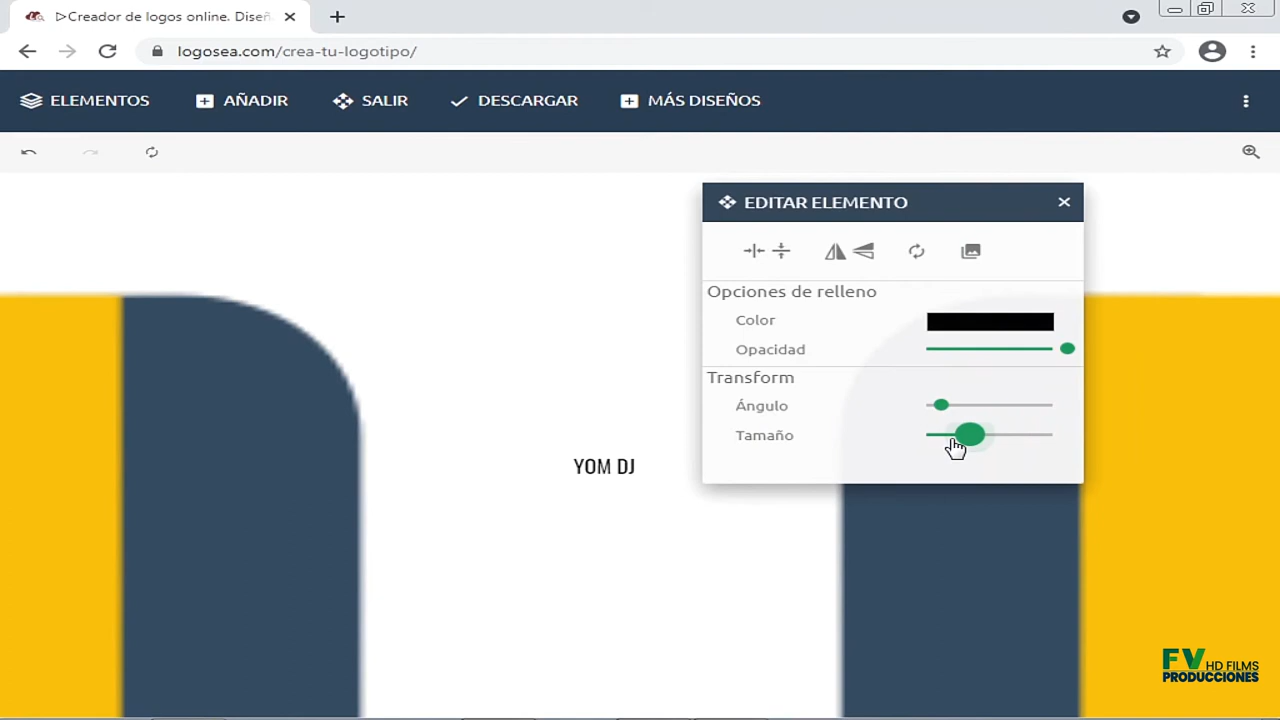 ▷Creador de logos online. Diseñ
logosea.com/crea-tu-logotipo/
ELEMENTOS AÑADIR SALIR DESCARGAR MÁS DISEÑOS
EDITAR ELEMENTO
Opciones de relleno
Color
Opacidad
Transform
Ángulo
Tamaño
YOM DJ
FV HD FILMS
PRODUCCIONES